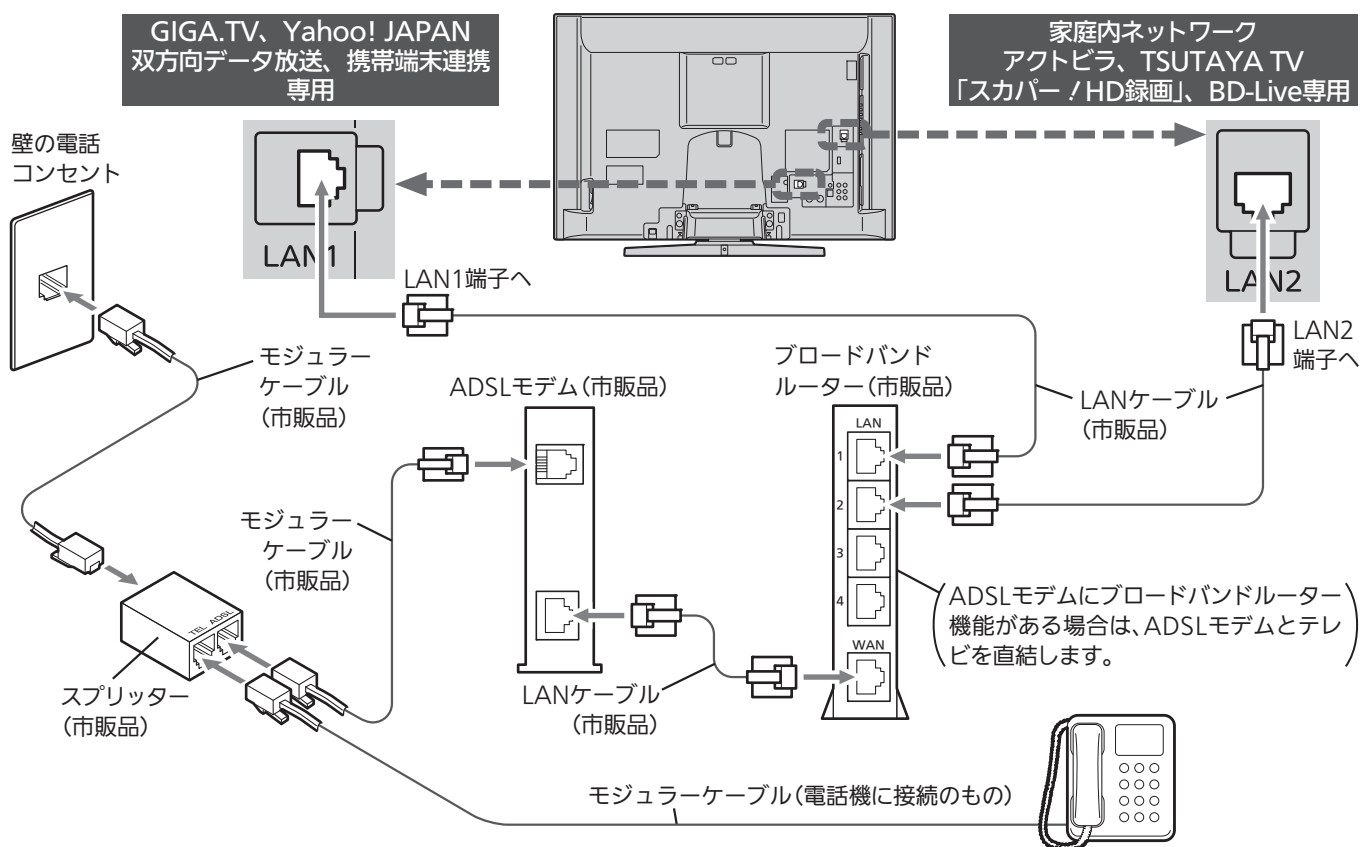 GIGA.TV、Yahoo! JAPAN
双方向データ放送、携帯端末連携
専用
家庭内ネットワーク
アクトビラ、TSUTAYA TV
「スカパー！HD録画」、BD-Live専用
壁の電話
コンセント
LAN1
LAN2
LAN1端子へ
LAN2
端子へ
モジュラー
ケーブル
(市販品)
ADSLモデム(市販品)
ブロードバンド
ルーター(市販品)
LANケーブル
(市販品)
LAN
1
2
3
4
WAN
モジュラー
ケーブル
(市販品)
ADSLモデムにブロードバンドルーター
機能がある場合は、ADSLモデムとテレ
ビを直結します。
TEL ADSL
スプリッター
(市販品)
LANケーブル
(市販品)
モジュラーケーブル(電話機に接続のもの)